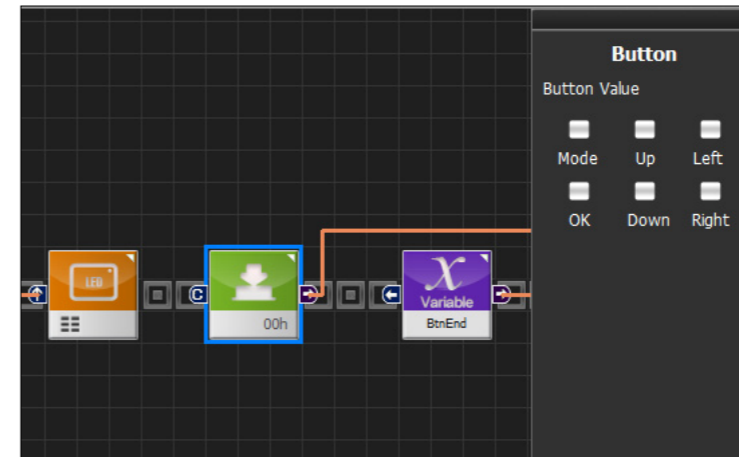 Button
Button Value
Mode Up Left
OK Down Right
LED
C
00h
X
Variable
BtnEnd